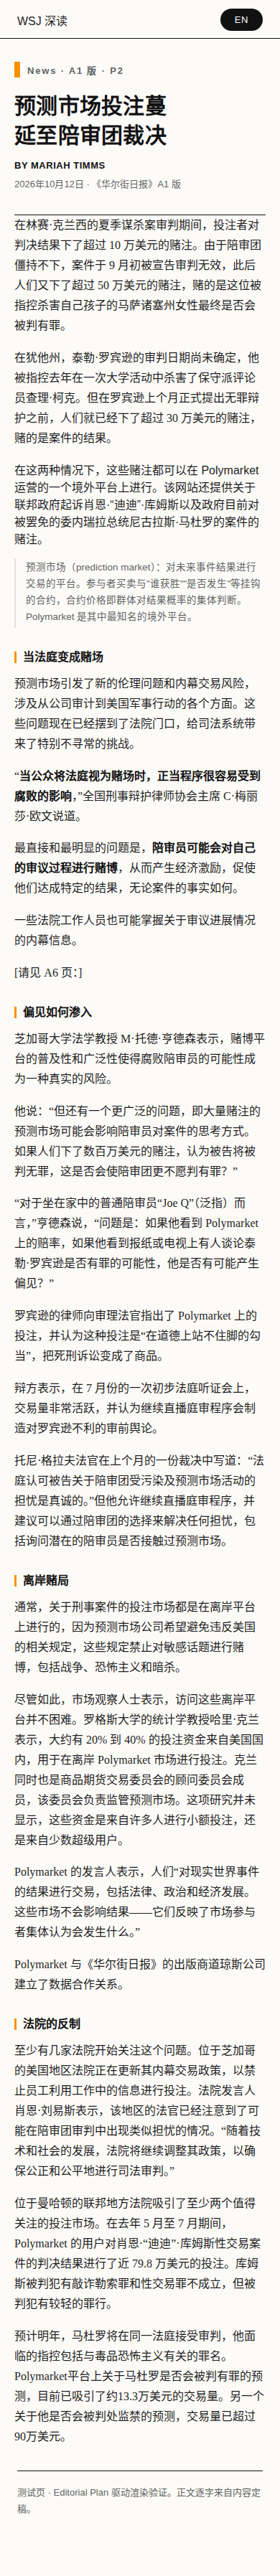 WSJ 深读
EN
News · A1 版 · P2
预测市场投注蔓
延至陪审团裁决
BY MARIAH TIMMS
2026年10月12日 · 《华尔街日报》A1 版
在林赛·克兰西的夏季谋杀案审判期间，投注者对
判决结果下了超过 10 万美元的赌注。由于陪审团
僵持不下，案件于 9 月初被宣告审判无效，此后
人们又下了超过 50 万美元的赌注，赌的是这位被
指控杀害自己孩子的马萨诸塞州女性最终是否会
被判有罪。
在犹他州，泰勒·罗宾逊的审判日期尚未确定，他
被指控去年在一次大学活动中杀害了保守派评论
员查理·柯克。但在罗宾逊上个月正式提出无罪辩
护之前，人们就已经下了超过 30 万美元的赌注，
赌的是案件的结果。
在这两种情况下，这些赌注都可以在 Polymarket
运营的一个境外平台上进行。该网站还提供关于
联邦政府起诉肖恩·“迪迪”·库姆斯以及政府目前对
被罢免的委内瑞拉总统尼古拉斯·马杜罗的案件的
赌注。
预测市场（prediction market）：对未来事件结果进行
交易的平台。参与者买卖与“谁获胜”“是否发生”等挂钩
的合约，合约价格即群体对结果概率的集体判断。
Polymarket 是其中最知名的境外平台。
当法庭变成赌场
预测市场引发了新的伦理问题和内幕交易风险，
涉及从公司审计到美国军事行动的各个方面。这
些问题现在已经摆到了法院门口，给司法系统带
来了特别不寻常的挑战。
“当公众将法庭视为赌场时，正当程序很容易受到
腐败的影响，”全国刑事辩护律师协会主席 C·梅丽
莎·欧文说道。
最直接和最明显的问题是，陪审员可能会对自己
的审议过程进行赌博，从而产生经济激励，促使
他们达成特定的结果，无论案件的事实如何。
一些法院工作人员也可能掌握关于审议进展情况
的内幕信息。
[请见 A6 页：]
偏见如何渗入
芝加哥大学法学教授 M·托德·亨德森表示，赌博平
台的普及性和广泛性使得腐败陪审员的可能性成
为一种真实的风险。
他说：“但还有一个更广泛的问题，即大量赌注的
预测市场可能会影响陪审员对案件的思考方式。
如果人们下了数百万美元的赌注，认为被告将被
判无罪，这是否会使陪审团更不愿判有罪？”
“对于坐在家中的普通陪审员“Joe Q”（泛指）而
言，”亨德森说，“问题是：如果他看到 Polymarket
上的赔率，如果他看到报纸或电视上有人谈论泰
勒·罗宾逊是否有罪的可能性，他是否有可能产生
偏见？”
罗宾逊的律师向审理法官指出了 Polymarket 上的
投注，并认为这种投注是“在道德上站不住脚的勾
当”，把死刑诉讼变成了商品。
辩方表示，在 7 月份的一次初步法庭听证会上，
交易量非常活跃，并认为继续直播庭审程序会制
造对罗宾逊不利的审前舆论。
托尼·格拉夫法官在上个月的一份裁决中写道：“法
庭认可被告关于陪审团受污染及预测市场活动的
担忧是真诚的。”但他允许继续直播庭审程序，并
建议可以通过陪审团的选择来解决任何担忧，包
括询问潜在的陪审员是否接触过预测市场。
离岸赌局
通常，关于刑事案件的投注市场都是在离岸平台
上进行的，因为预测市场公司希望避免违反美国
的相关规定，这些规定禁止对敏感话题进行赌
博，包括战争、恐怖主义和暗杀。
尽管如此，市场观察人士表示，访问这些离岸平
台并不困难。罗格斯大学的统计学教授哈里·克兰
表示，大约有 20% 到 40% 的投注资金来自美国国
内，用于在离岸 Polymarket 市场进行投注。克兰
同时也是商品期货交易委员会的顾问委员会成
员，该委员会负责监管预测市场。这项研究并未
显示，这些资金是来自许多人进行小额投注，还
是来自少数超级用户。
Polymarket 的发言人表示，人们“对现实世界事件
的结果进行交易，包括法律、政治和经济发展。
这些市场不会影响结果——它们反映了市场参与
者集体认为会发生什么。”
Polymarket 与《华尔街日报》的出版商道琼斯公司
建立了数据合作关系。
法院的反制
至少有几家法院开始关注这个问题。位于芝加哥
的美国地区法院正在更新其内幕交易政策，以禁
止员工利用工作中的信息进行投注。法院发言人
肖恩·刘易斯表示，该地区的法官已经注意到了可
能在陪审团审判中出现类似担忧的情况。“随着技
术和社会的发展，法院将继续调整其政策，以确
保公正和公平地进行司法审判。”
位于曼哈顿的联邦地方法院吸引了至少两个值得
关注的投注市场。在去年 5 月至 7 月期间，
Polymarket 的用户对肖恩·“迪迪”·库姆斯性交易案
件的判决结果进行了近 79.8 万美元的投注。库姆
斯被判犯有敲诈勒索罪和性交易罪不成立，但被
判犯有较轻的罪行。
预计明年，马杜罗将在同一法庭接受审判，他面
临的指控包括与毒品恐怖主义有关的罪名。
Polymarket平台上关于马杜罗是否会被判有罪的预
测，目前已吸引了约13.3万美元的交易量。另一个
关于他是否会被判处监禁的预测，交易量已超过
90万美元。
测试页 · Editorial Plan 驱动渲染验证。正文逐字来自内容定
稿。